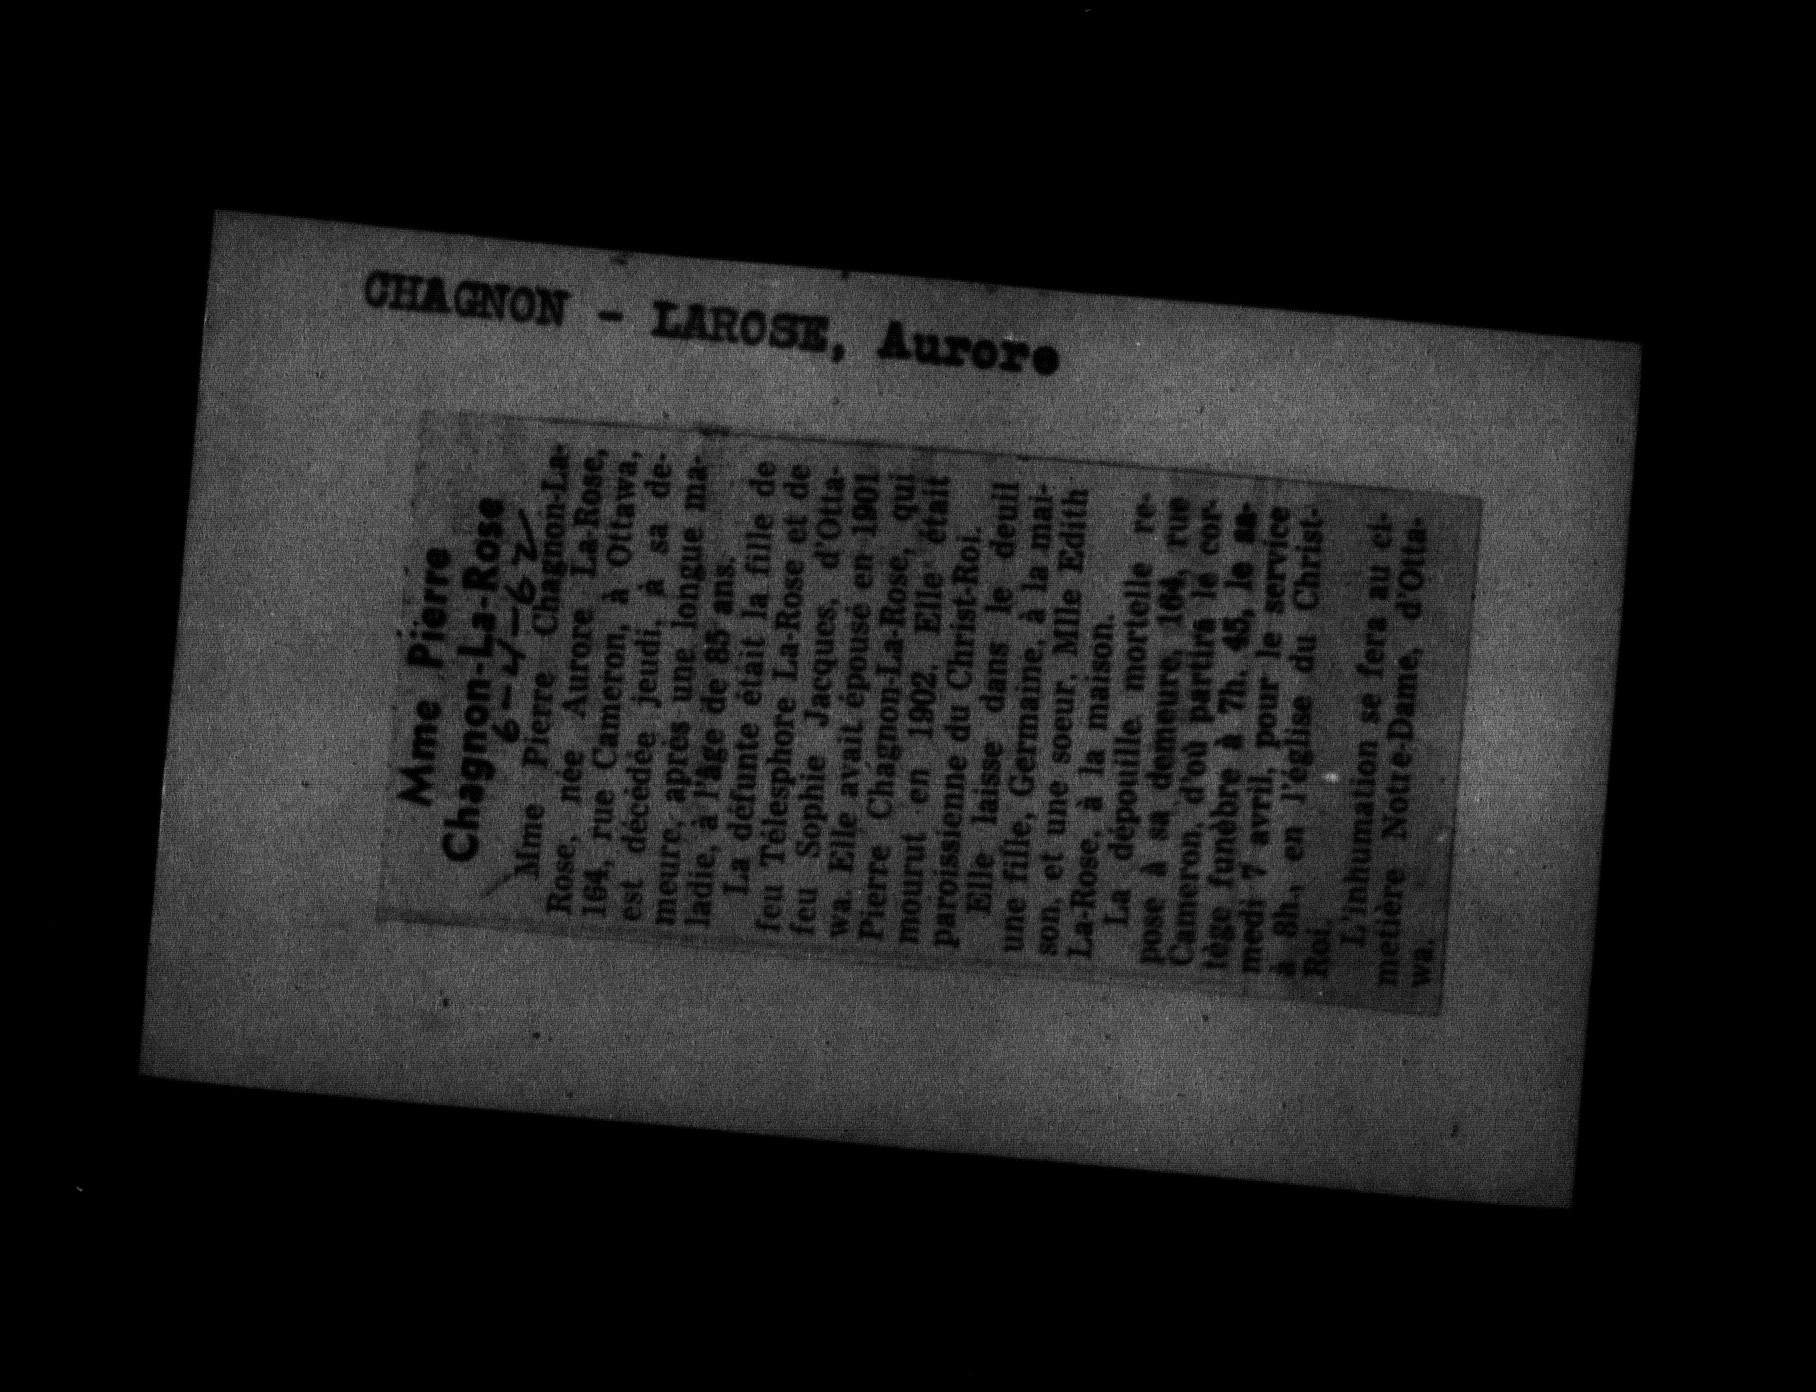 CHAGNON - LAROSE, Aurore
Mme Pierre
Chagnon-La-Rose
6-4-62
Mme Pierre Chagnon-La-
Rose, née Aurore La-Rose,
164, rue Cameron, à Ottawa,
est décédée jeudi, à sa de-
meure, après une longue ma-
ladie, à l'âge de 85 ans.
La défunte était la fille de
feu Télesphore La-Rose et de
feu Sophie Jacques, d'Otta-
wa. Elle avait épousé en 1901
Pierre Chagnon-La-Rose, qui
mourut en 1902. Elle était
paroissienne du Christ-Roi.
Elle laisse dans le deuil
une fille, Germaine, à la mai-
son, et une soeur, Mlle Edith
La-Rose, à la maison.
La dépouille mortelle re-
pose à sa demeure, 164, rue
Cameron, d'où partira le cor-
tège funèbre à 7h. 45, le sa-
medi 7 avril, pour le service
à 8h., en l'église du Christ-
Roi.
L'inhumation se fera au ci-
metière Notre-Dame, d'Otta-
wa.